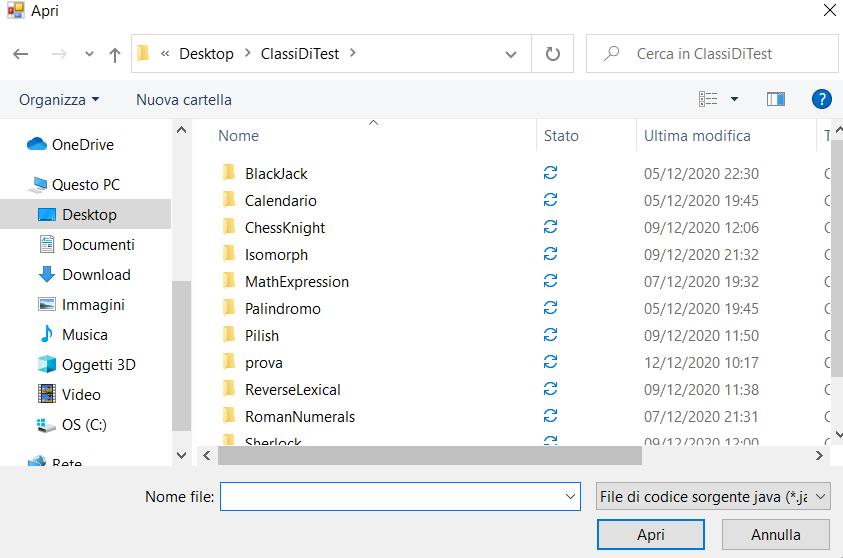 Apri
« Desktop > ClassiDiTest >
Cerca in ClassiDiTest
Organizza
Nuova cartella
?
OneDrive
Questo PC
Desktop
Documenti
Download
Immagini
Musica
Oggetti 3D
Video
OS (C:)
Rete
Nome Stato Ultima modifica T
BlackJack 05/12/2020 22:30 C
Calendario 05/12/2020 19:45 C
ChessKnight 09/12/2020 12:06 C
Isomorph 09/12/2020 21:32 C
MathExpression 07/12/2020 19:32 C
Palindromo 05/12/2020 19:45 C
Pilish 09/12/2020 11:50 C
prova 12/12/2020 10:17 C
ReverseLexical 09/12/2020 11:38 C
RomanNumerals 07/12/2020 21:31 C
Sherlock 09/12/2020 12:00 C
Nome file:
File di codice sorgente java (*.ja
Apri
Annulla